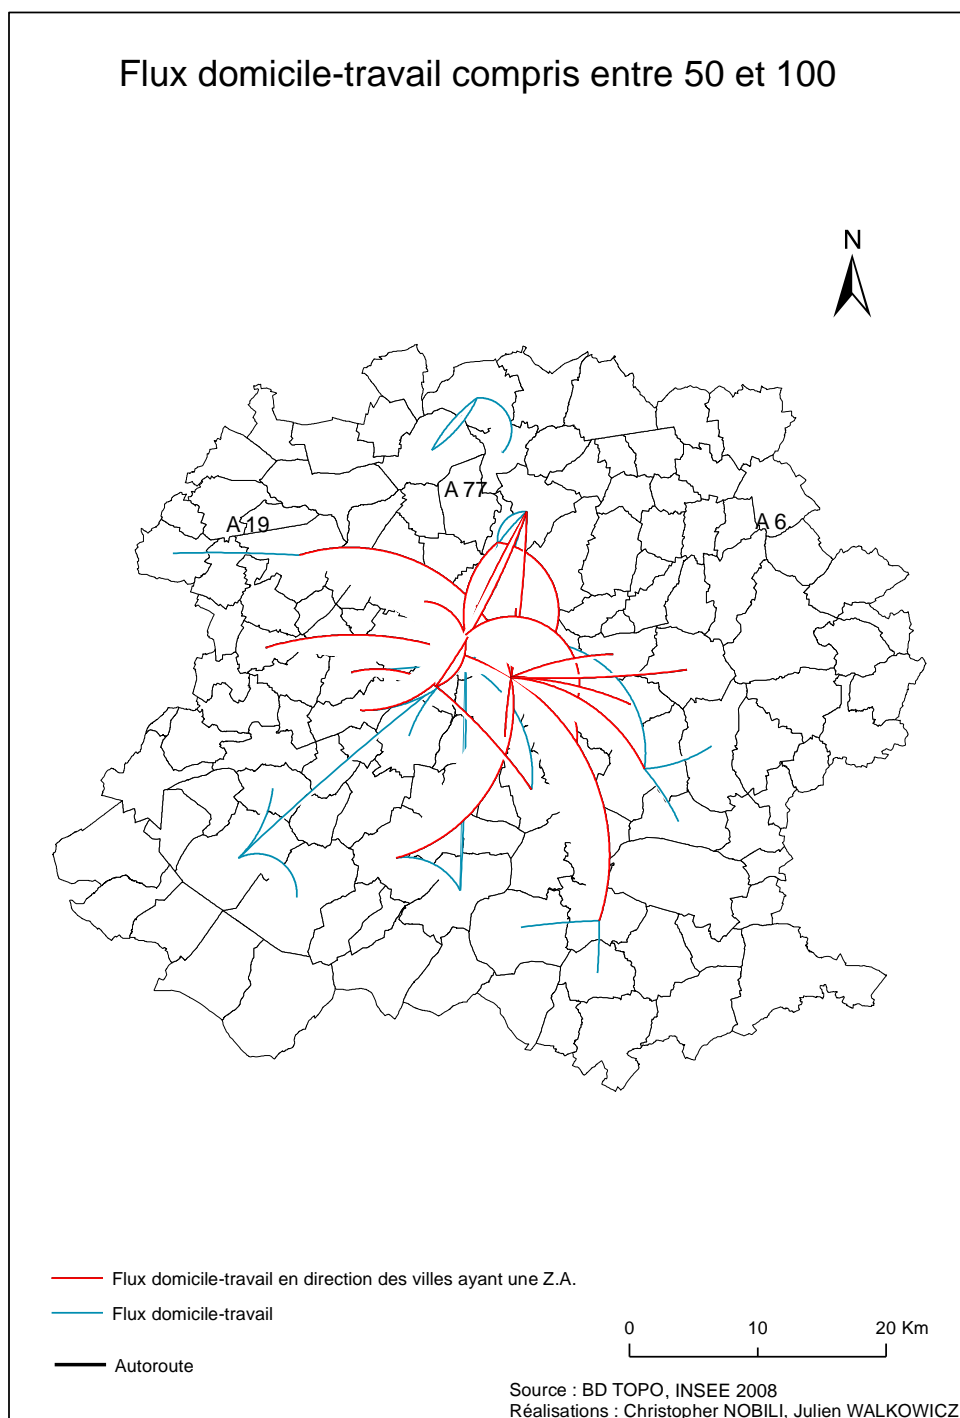 Flux domicile-travail compris entre 50 et 100
N
A 77
A 19
A 6
Flux domicile-travail en direction des villes ayant une Z.A.
Flux domicile-travail
0 10 20 Km
Autoroute
Source : BD TOPO, INSEE 2008
Réalisations : Christopher NOBILI, Julien WALKOWICZ